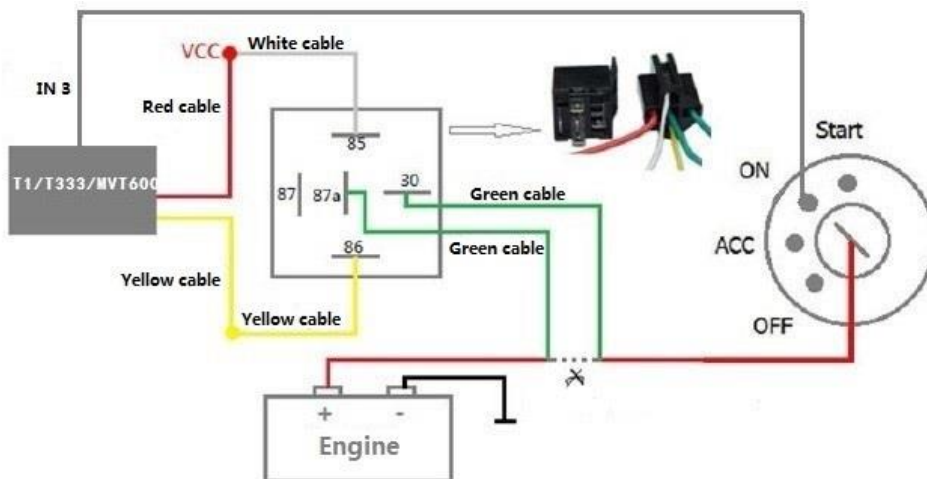 White cable
VCC
IN 3
Red cable
85
Start
ON
T1/T333/MVT600
87
87a
30
Green cable
ACC
Green cable
86
Yellow cable
Yellow cable
OFF
+
-
Engine